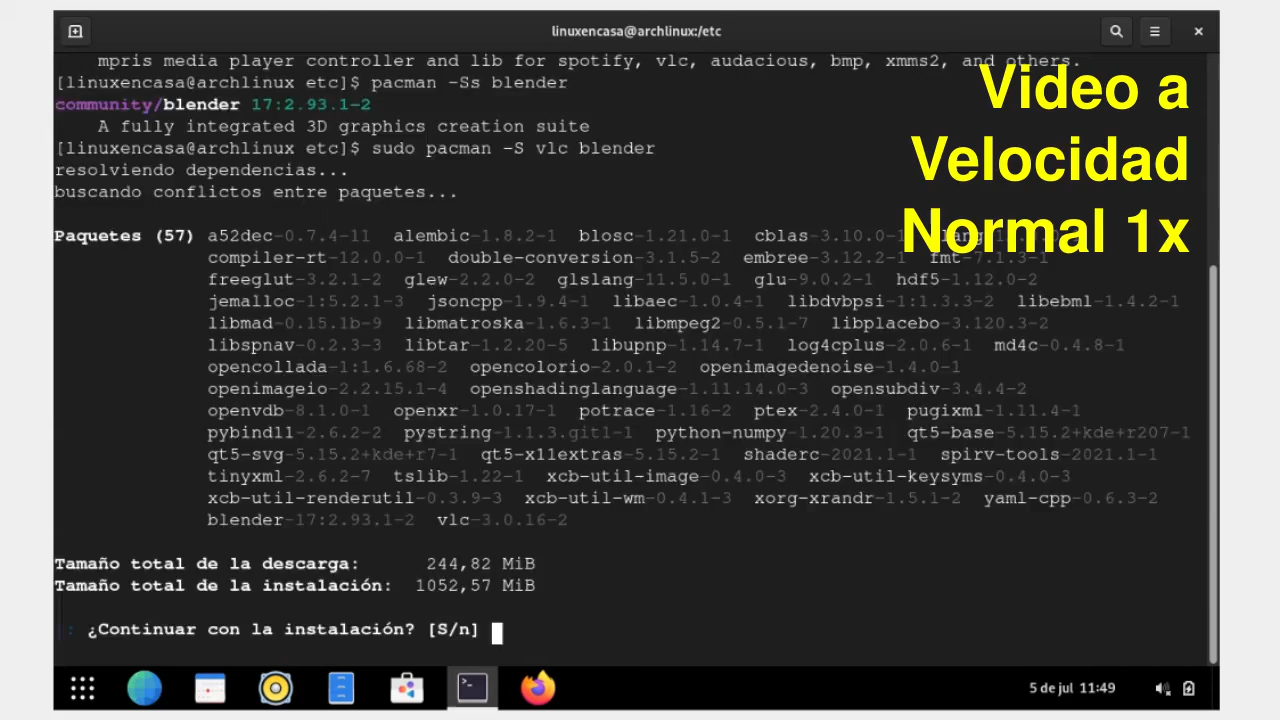 linuxencasa@archlinux:/etc
mpris media player controller and lib for spotify, vlc, audacious, bmp, xmms2, and others.
[linuxencasa@archlinux etc]$ pacman -Ss blender
community/blender 17:2.93.1-2
A fully integrated 3D graphics creation suite
[linuxencasa@archlinux etc]$ sudo pacman -S vlc blender
resolviendo dependencias...
buscando conflictos entre paquetes...
Video a
Velocidad
Normal 1x
Paquetes (57) a52dec-0.7.4-11 alembic-1.8.2-1 blosc-1.21.0-1 cblas-3.10.0-1
compiler-rt-12.0.0-1 double-conversion-3.1.5-2 embree-3.12.2-1 fmt-7.1.3-1
freeglut-3.2.1-2 glew-2.2.0-2 glslang-11.5.0-1 glu-9.0.2-1 hdf5-1.12.0-2
jemalloc-1:5.2.1-3 jsoncpp-1.9.4-1 libaec-1.0.4-1 libdvbpsi-1:1.3.3-2 libebml-1.4.2-1
libmad-0.15.1b-9 libmatroska-1.6.3-1 libmpeg2-0.5.1-7 libplacebo-3.120.3-2
libspnav-0.2.3-3 libtar-1.2.20-5 libupnp-1.14.7-1 log4cplus-2.0.6-1 md4c-0.4.8-1
opencollada-1:1.6.68-2 opencolorio-2.0.1-2 openimagedenoise-1.4.0-1
openimageio-2.2.15.1-4 openshadinglanguage-1.11.14.0-3 opensubdiv-3.4.4-2
openvdb-8.1.0-1 openxr-1.0.17-1 potrace-1.16-2 ptex-2.4.0-1 pugixml-1.11.4-1
pybind11-2.6.2-2 pystring-1.1.3.git1-1 python-numpy-1.20.3-1 qt5-base-5.15.2+kde+r207-1
qt5-svg-5.15.2+kde+r7-1 qt5-x11extras-5.15.2-1 shaderc-2021.1-1 spirv-tools-2021.1-1
tinyxml-2.6.2-7 tslib-1.22-1 xcb-util-image-0.4.0-3 xcb-util-keysyms-0.4.0-3
xcb-util-renderutil-0.3.9-3 xcb-util-wm-0.4.1-3 xorg-xrandr-1.5.1-2 yaml-cpp-0.6.3-2
blender-17:2.93.1-2 vlc-3.0.16-2
Tamaño total de la descarga: 244,82 MiB
Tamaño total de la instalación: 1052,57 MiB
:: ¿Continuar con la instalación? [S/n]
5 de jul 11:49